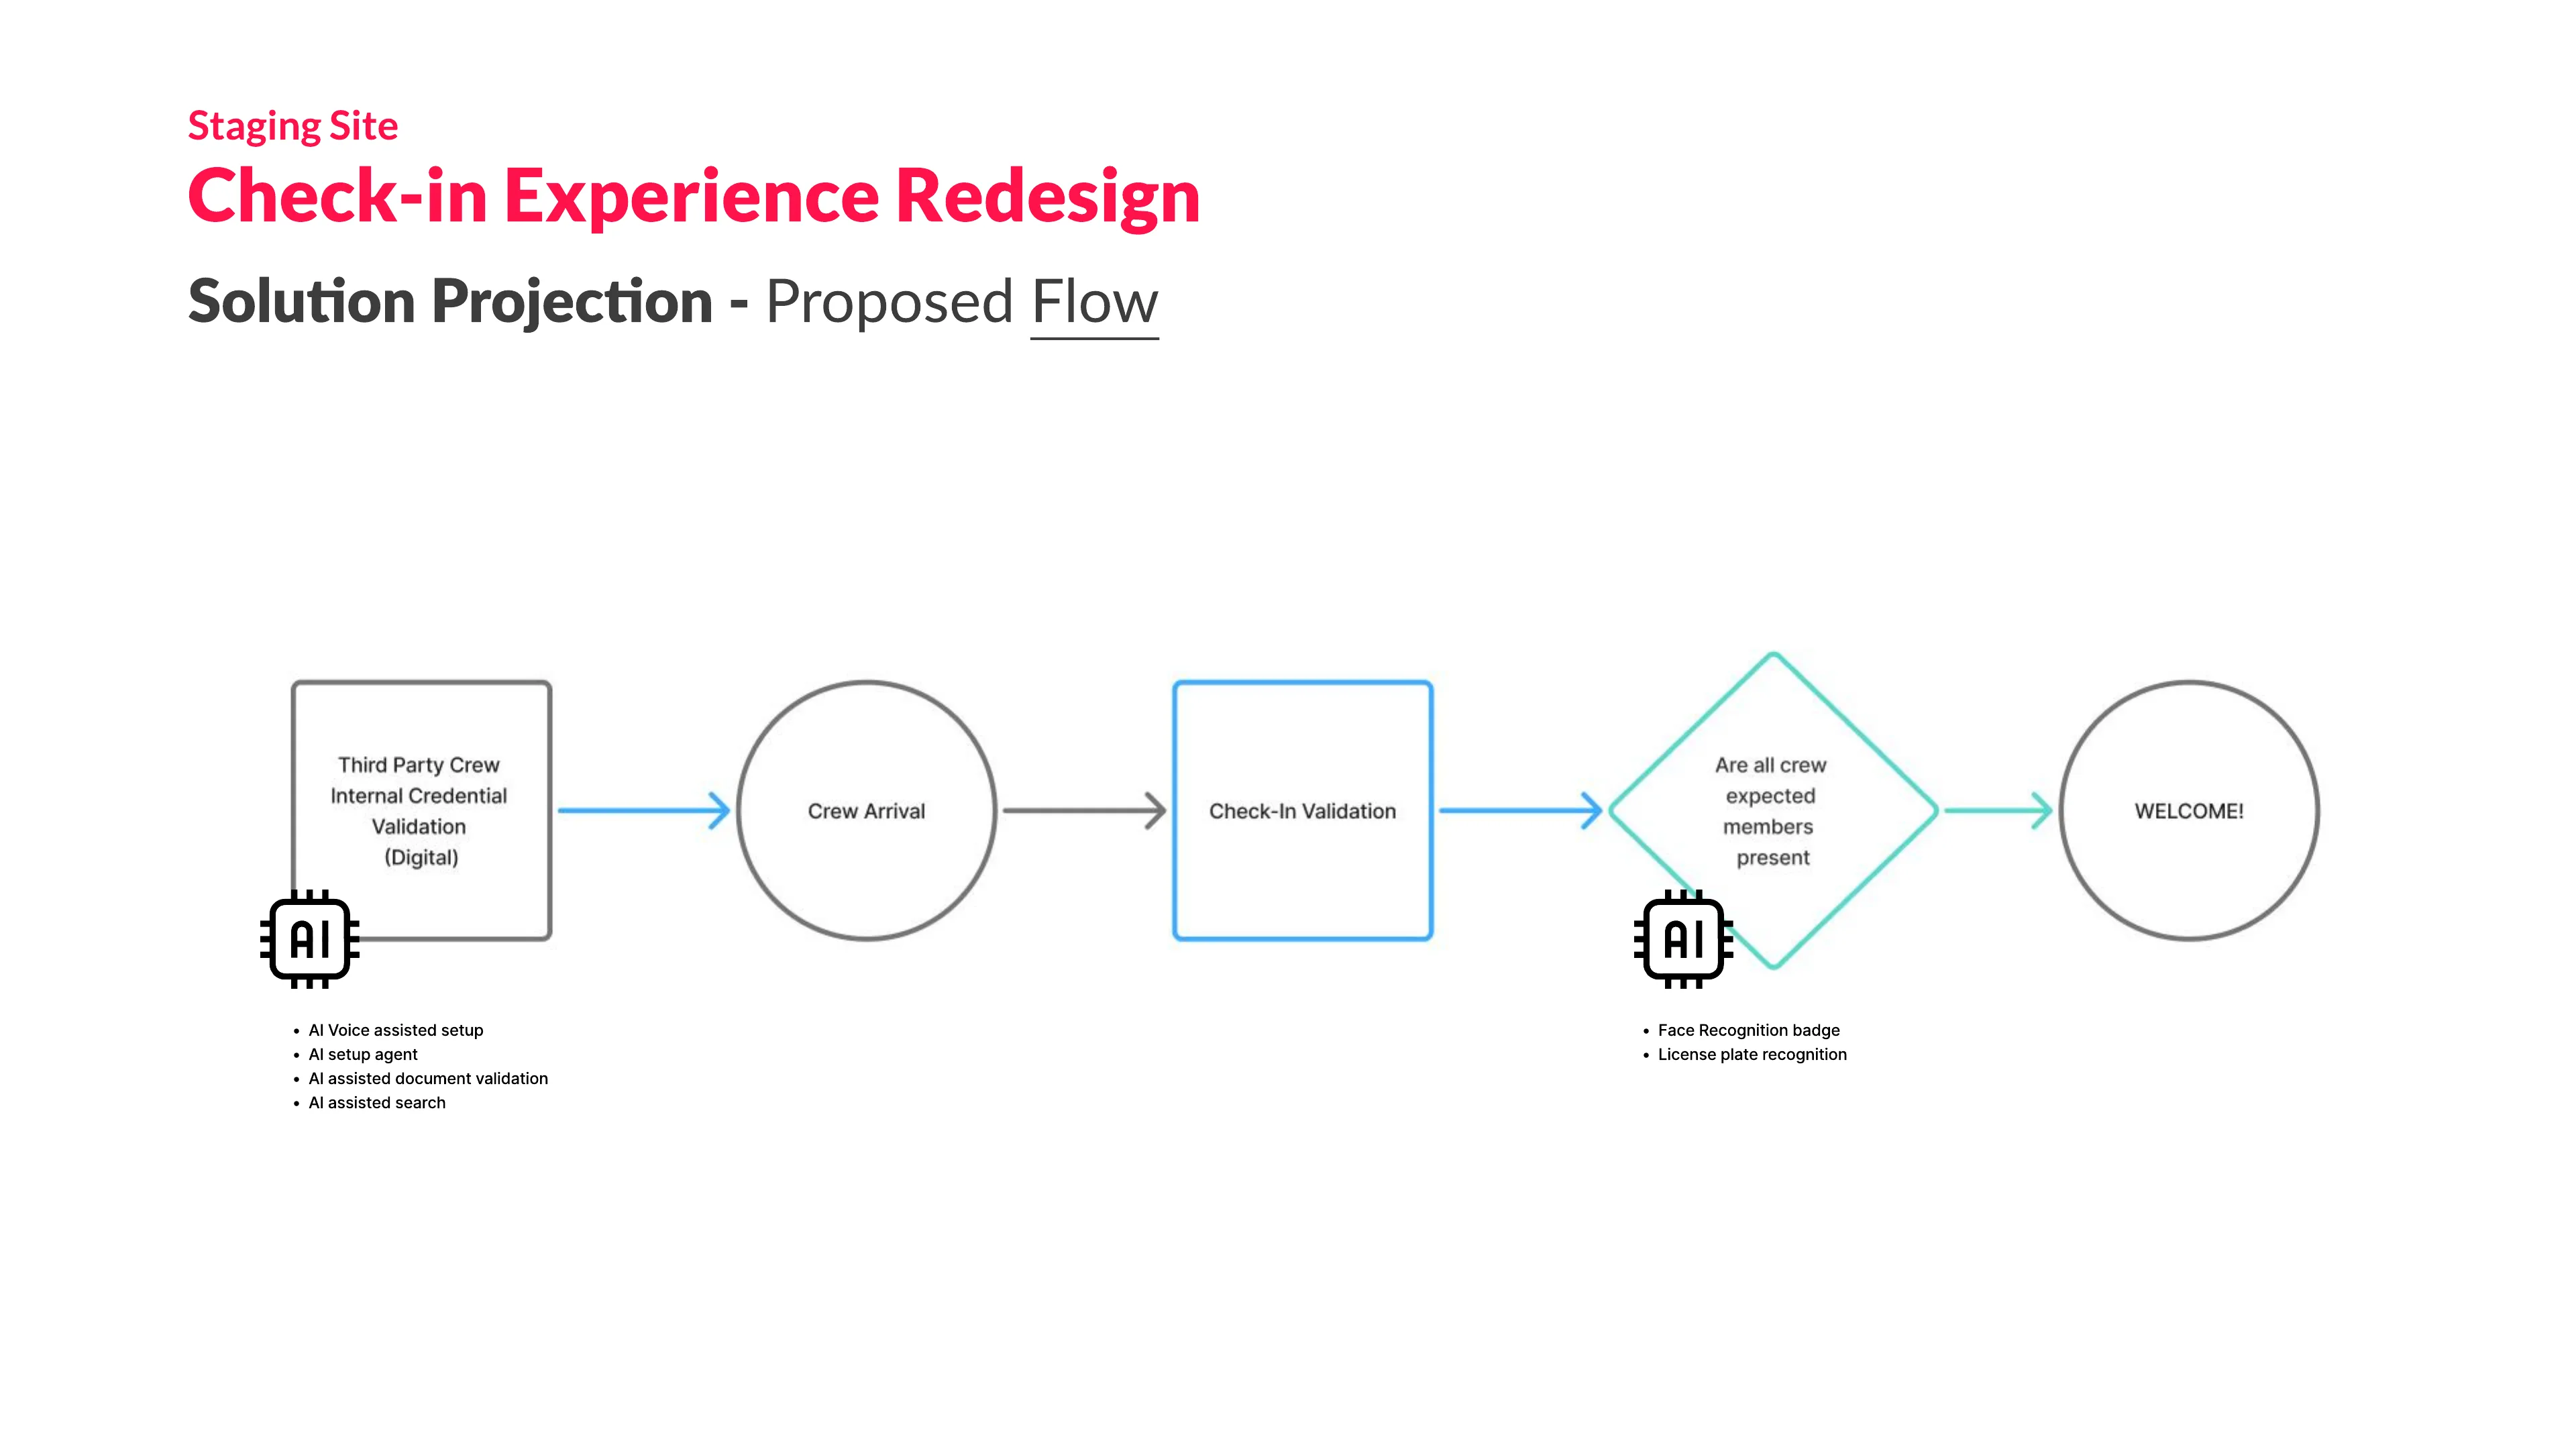 Staging Site
Check-in Experience Redesign
Solution Projection - Proposed Flow
Third Party Crew
Internal Credential
Validation
(Digital)
Crew Arrival
Check-In Validation
Are all crew
expected
members
present
WELCOME!
AI
• AI Voice assisted setup
• AI setup agent
• AI assisted document validation
• AI assisted search
AI
• Face Recognition badge
• License plate recognition